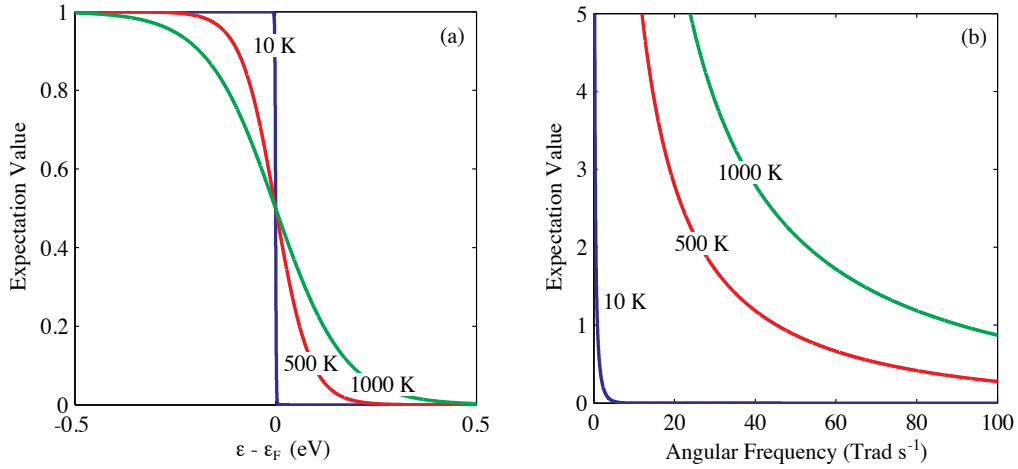 (a)
Expectation Value
1
0.8
0.6
0.4
0.2
0
10 K
500 K
1000 K
-0.5
0
0.5
ε - ε_F (eV)
(b)
Expectation Value
5
4
3
2
1
0
1000 K
500 K
10 K
0
20
40
60
80
100
Angular Frequency (Trad s⁻¹)